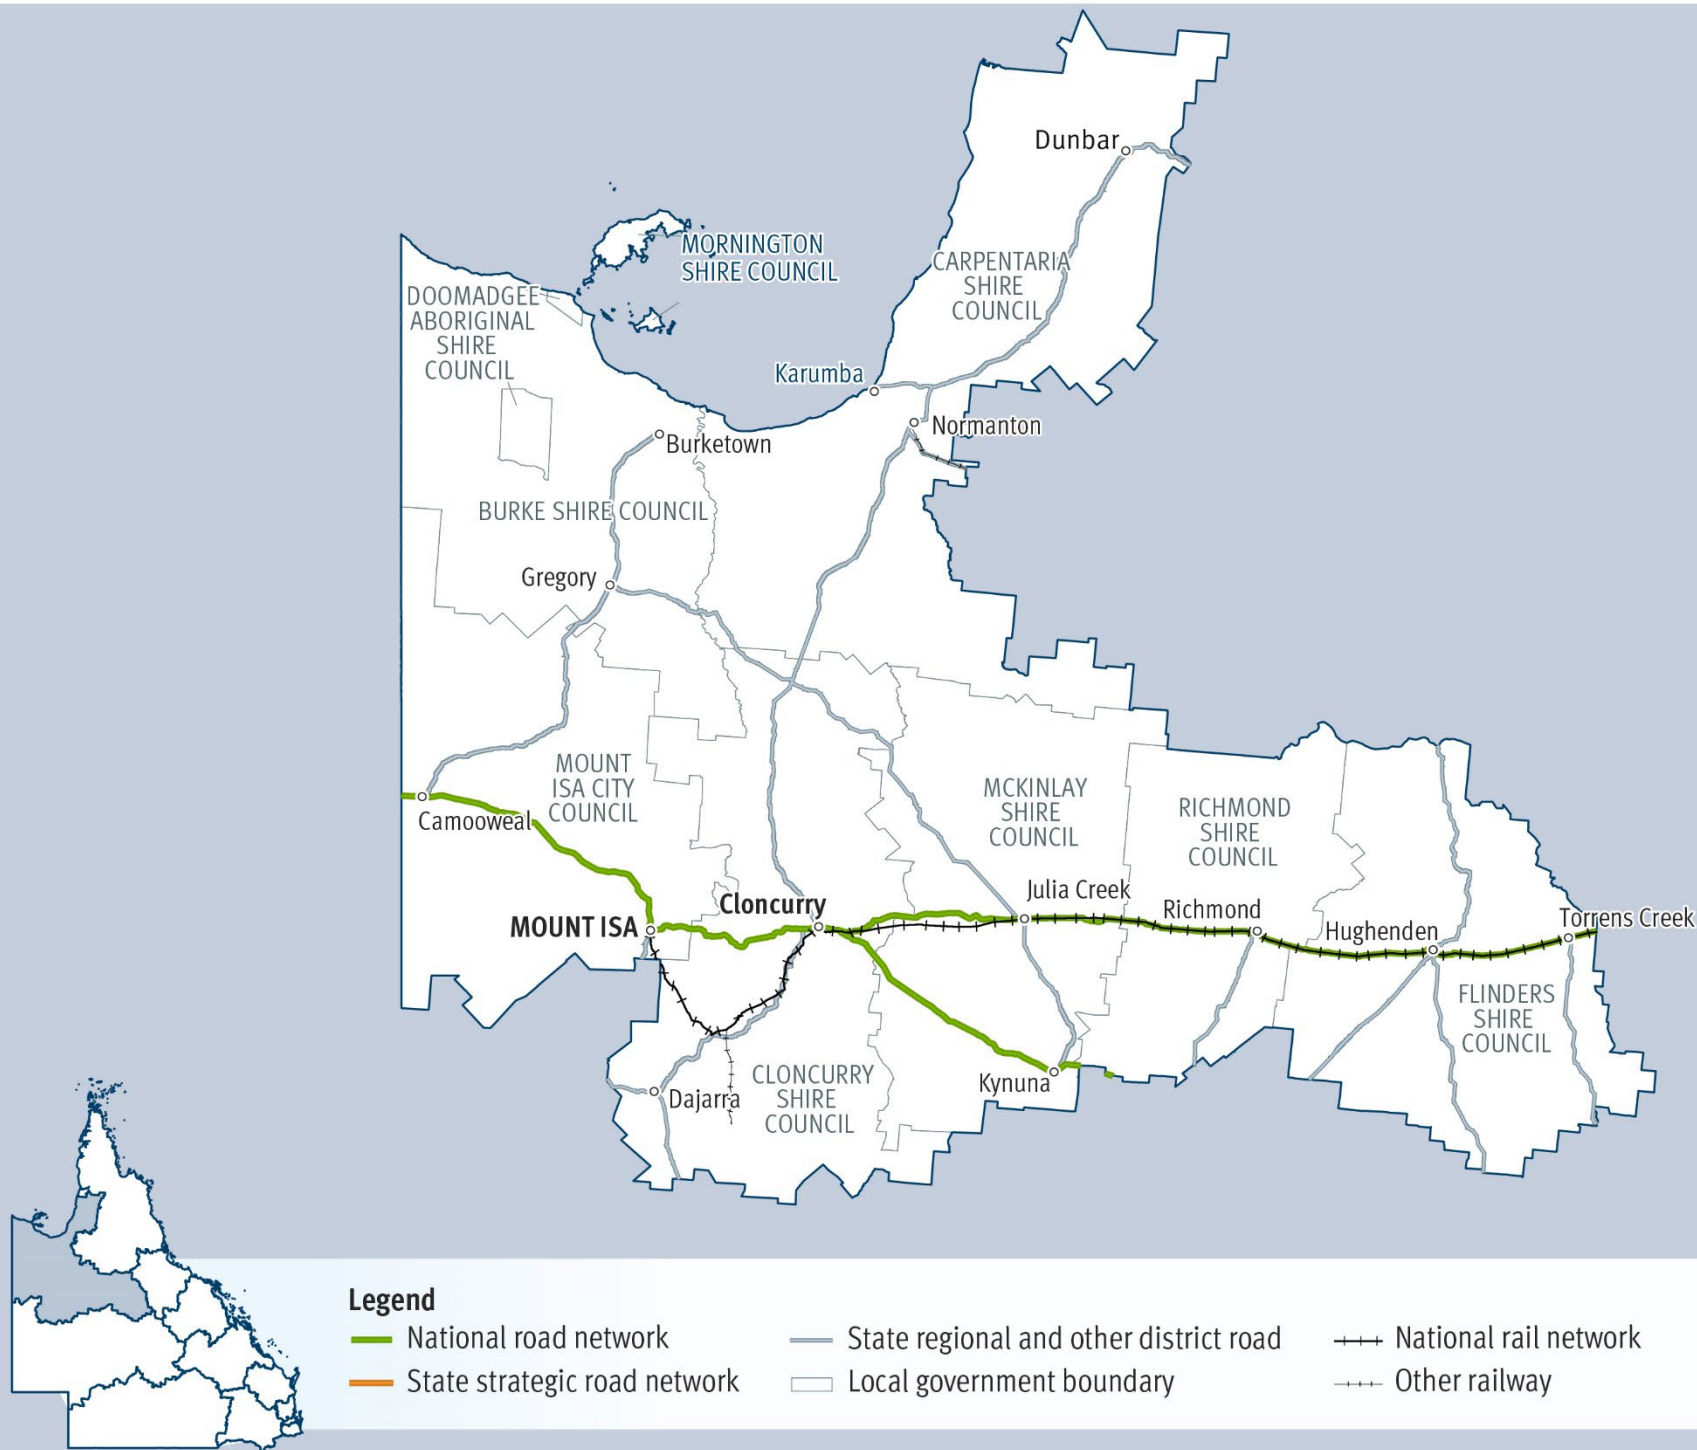 Dunbar
MORNINGTON
SHIRE COUNCIL
CARPENTARIA
SHIRE
COUNCIL
DOOMADGEE
ABORIGINAL
SHIRE
COUNCIL
Karumba
Normanton
Burketown
BURKE SHIRE COUNCIL
Gregory
MOUNT
ISA CITY
COUNCIL
MCKINLAY
SHIRE
COUNCIL
RICHMOND
SHIRE
COUNCIL
Camooweal
Julia Creek
Cloncurry
Richmond
MOUNT ISA
Hughenden
Torrens Creek
FLINDERS
SHIRE
COUNCIL
Kynuna
Dajarra
CLONCURRY
SHIRE
COUNCIL
Legend
National road network
State strategic road network
State regional and other district road
Local government boundary
National rail network
Other railway